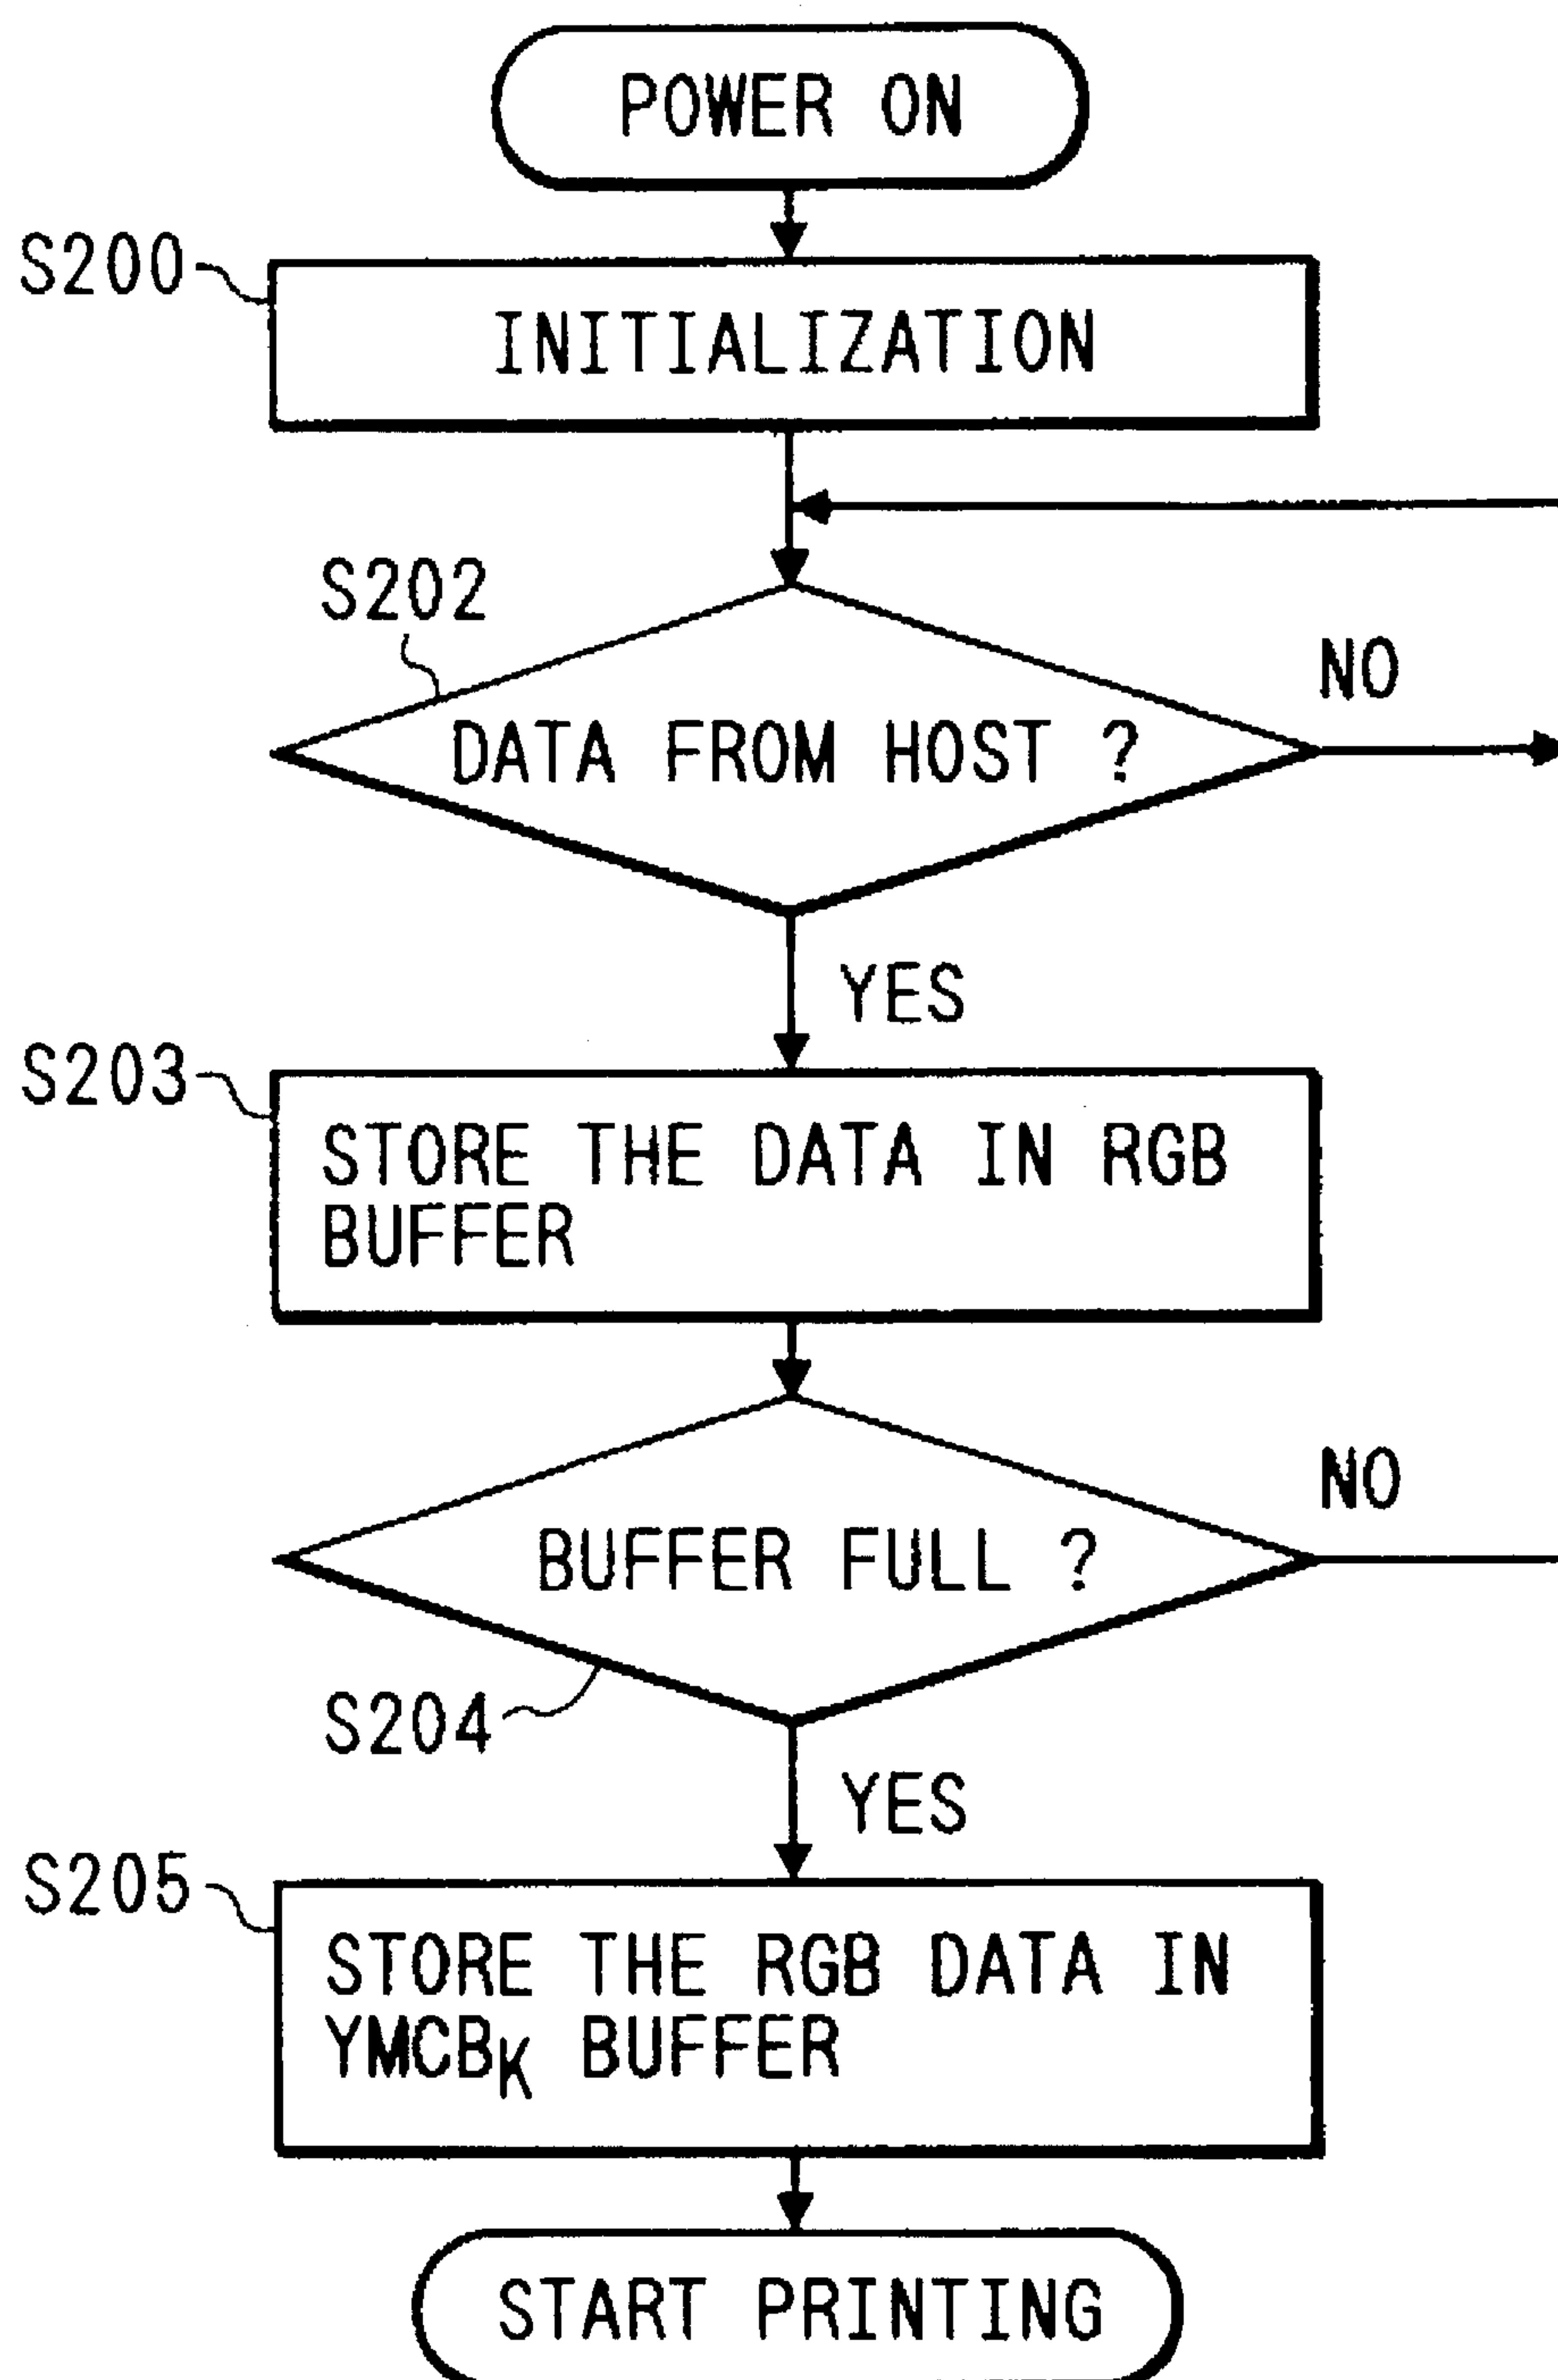 POWER ON
S200
INITIALIZATION
S202
NO
DATA FROM HOST ?
YES
S203
STORE THE DATA IN RGB
BUFFER
NO
BUFFER FULL ?
S204
YES
S205
STORE THE RGB DATA IN
YMCBK BUFFER
START PRINTING